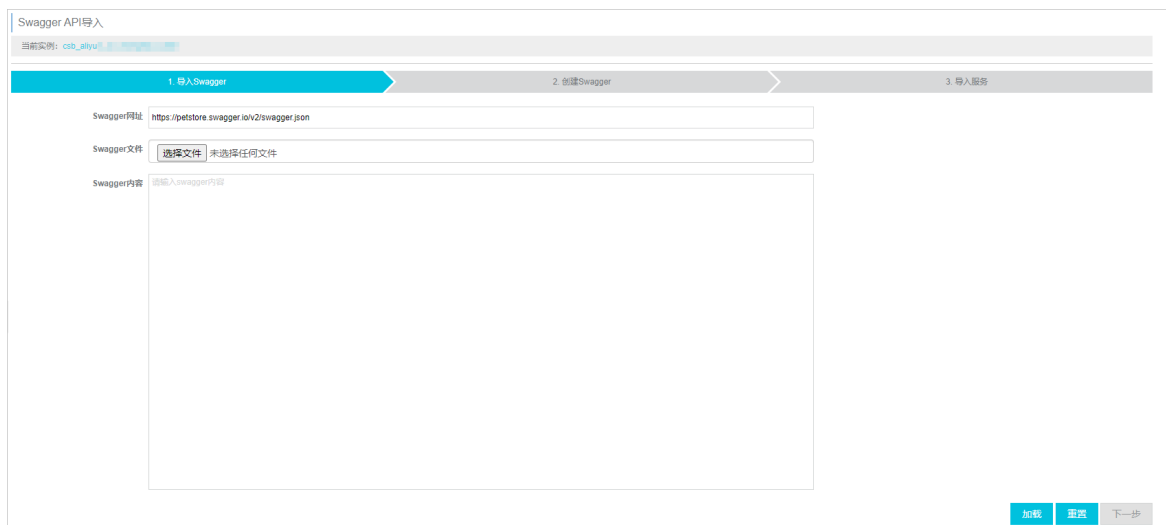 Swagger API导入
当前实例：csb_aliyu
1. 导入Swagger
2. 创建Swagger
3. 导入服务
Swagger网址 https://petstore.swagger.io/v2/swagger.json
Swagger文件 选择文件 未选择任何文件
Swagger内容 请输入swagger内容
加载 重置 下一步